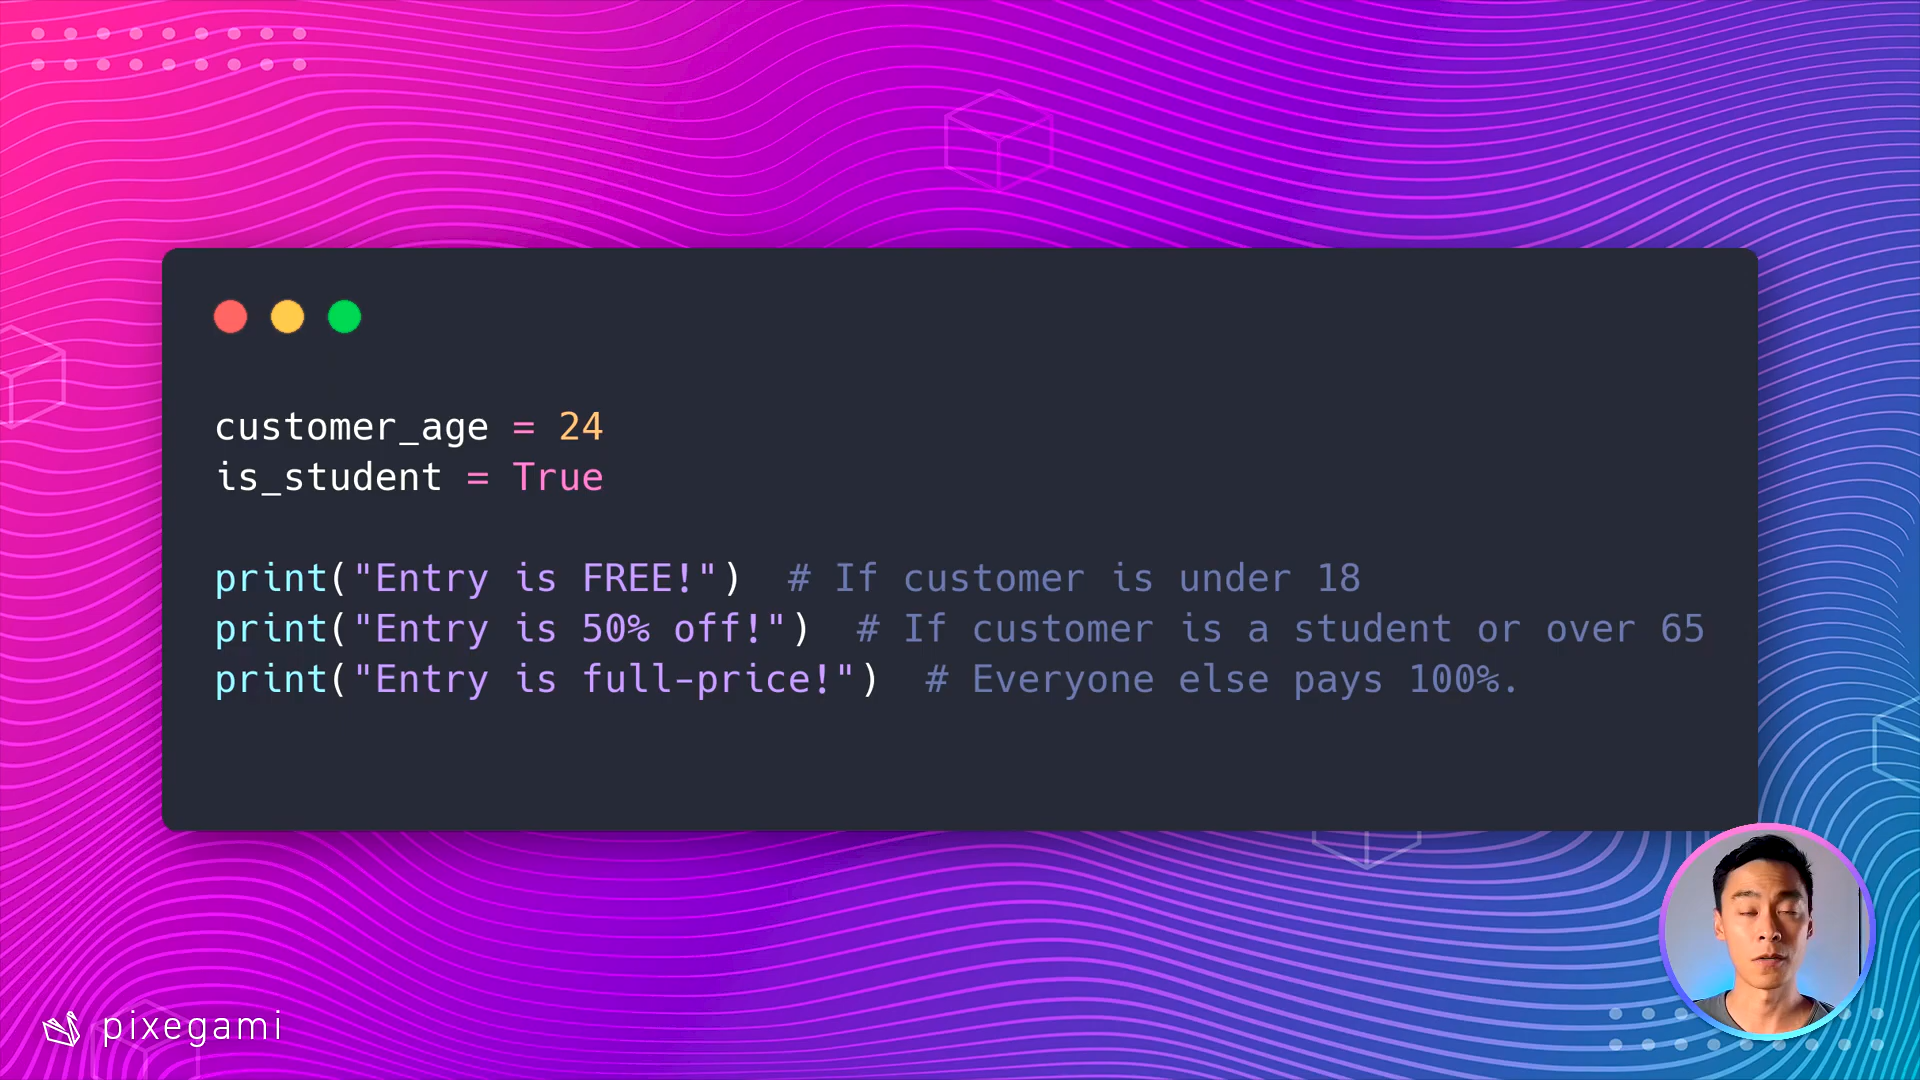 customer_age = 24
is_student = True
print("Entry is FREE!")  # If customer is under 18
print("Entry is 50% off!")  # If customer is a student or over 65
print("Entry is full-price!")  # Everyone else pays 100%.
pixegami